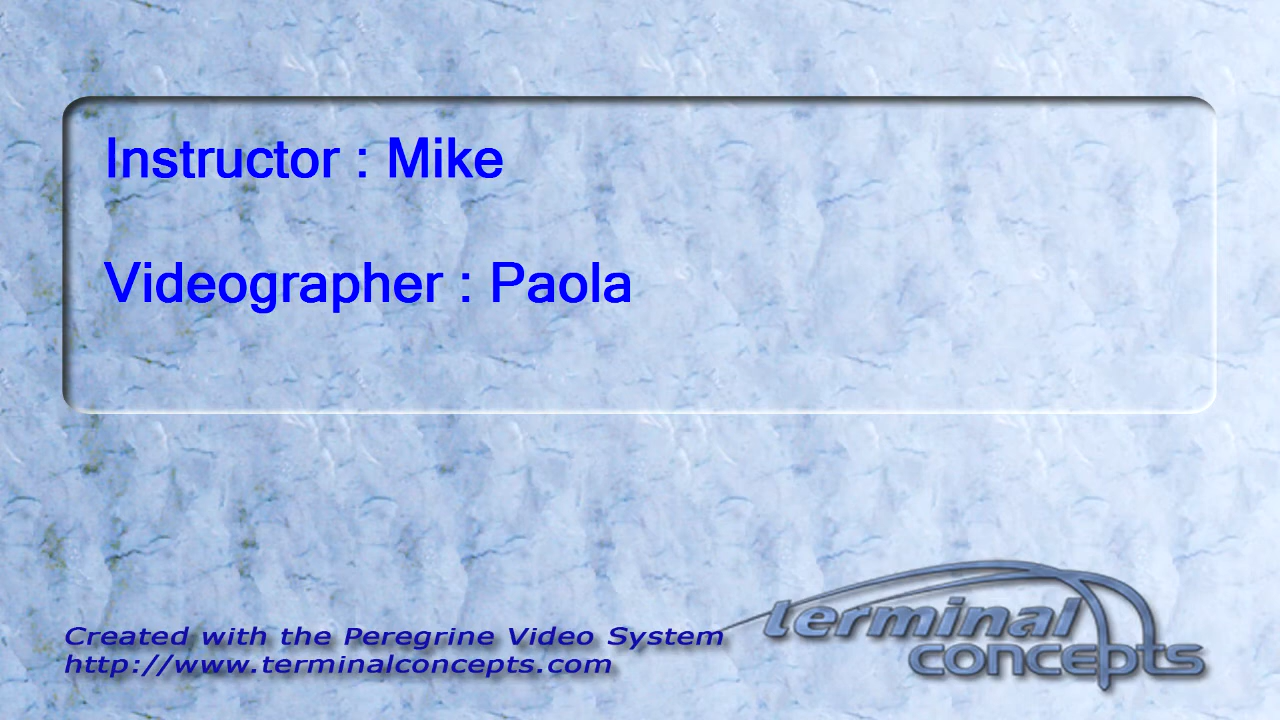 Instructor : Mike
Videographer : Paola
Created with the Peregrine Video System
http://www.terminalconcepts.com
terminal
concepts